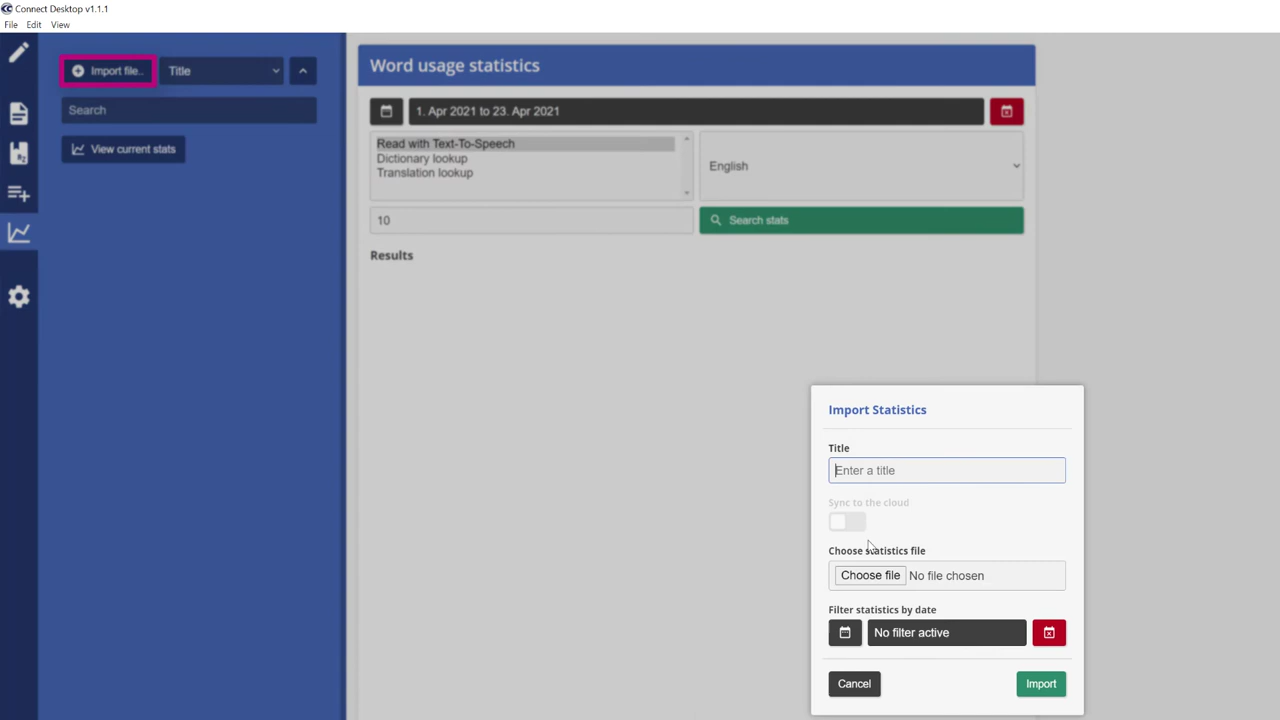 Connect Desktop v1.1.1
File Edit View
Import file.. Title
Search
View current stats
Word usage statistics
1. Apr 2021 to 23. Apr 2021
Read with Text-To-Speech
Dictionary lookup
Translation lookup
English
10
Search stats
Results
Import Statistics
Title
Enter a title
Sync to the cloud
Choose statistics file
Choose file No file chosen
Filter statistics by date
No filter active
Cancel Import